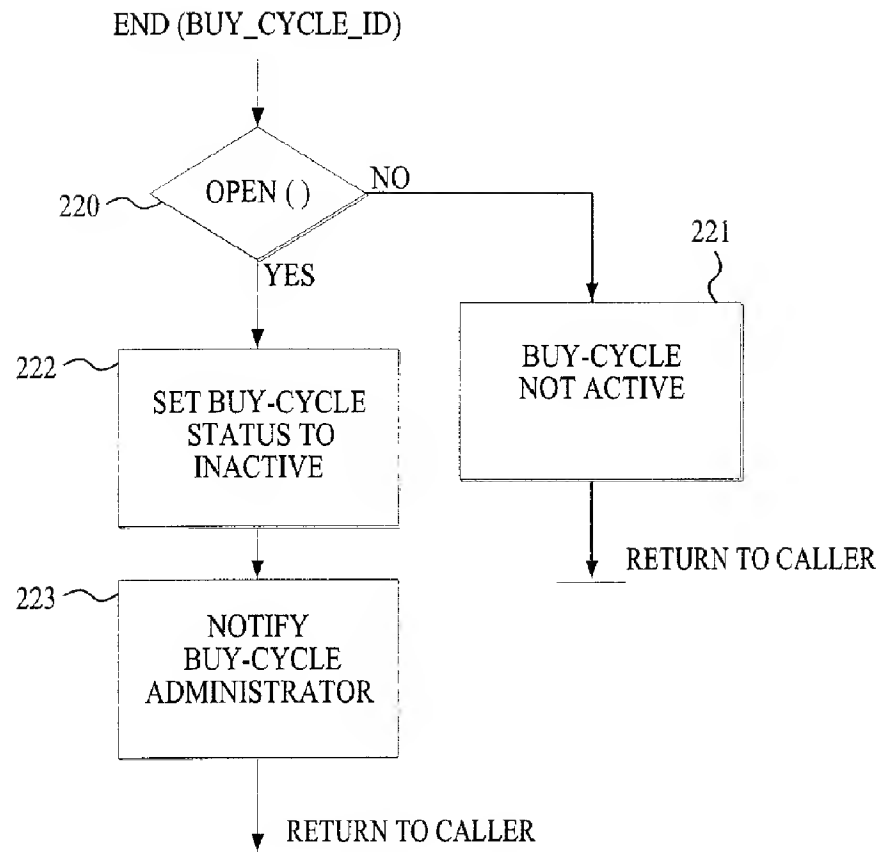 END (BUY_CYCLE_ID)
OPEN ( )
NO
220
YES
221
222
SET BUY-CYCLE
STATUS TO
INACTIVE
BUY-CYCLE
NOT ACTIVE
RETURN TO CALLER
223
NOTIFY
BUY-CYCLE
ADMINISTRATOR
RETURN TO CALLER